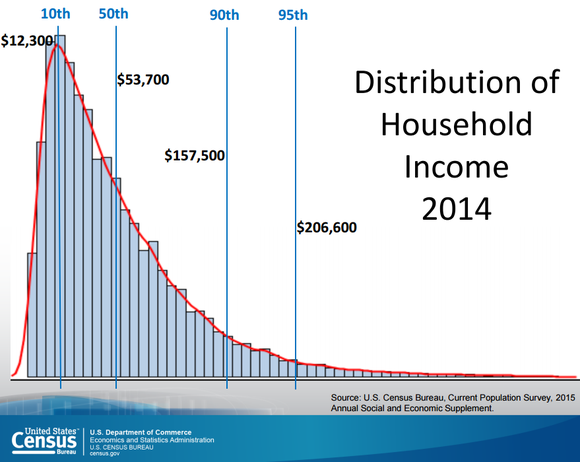 10th
50th
90th
95th
$12,300
$53,700
$157,500
$206,600
Distribution of
Household
Income
2014
Source: U.S. Census Bureau, Current Population Survey, 2015
Annual Social and Economic Supplement.
United States
Census
Bureau
U.S. Department of Commerce
Economics and Statistics Administration
U.S. CENSUS BUREAU
census.gov